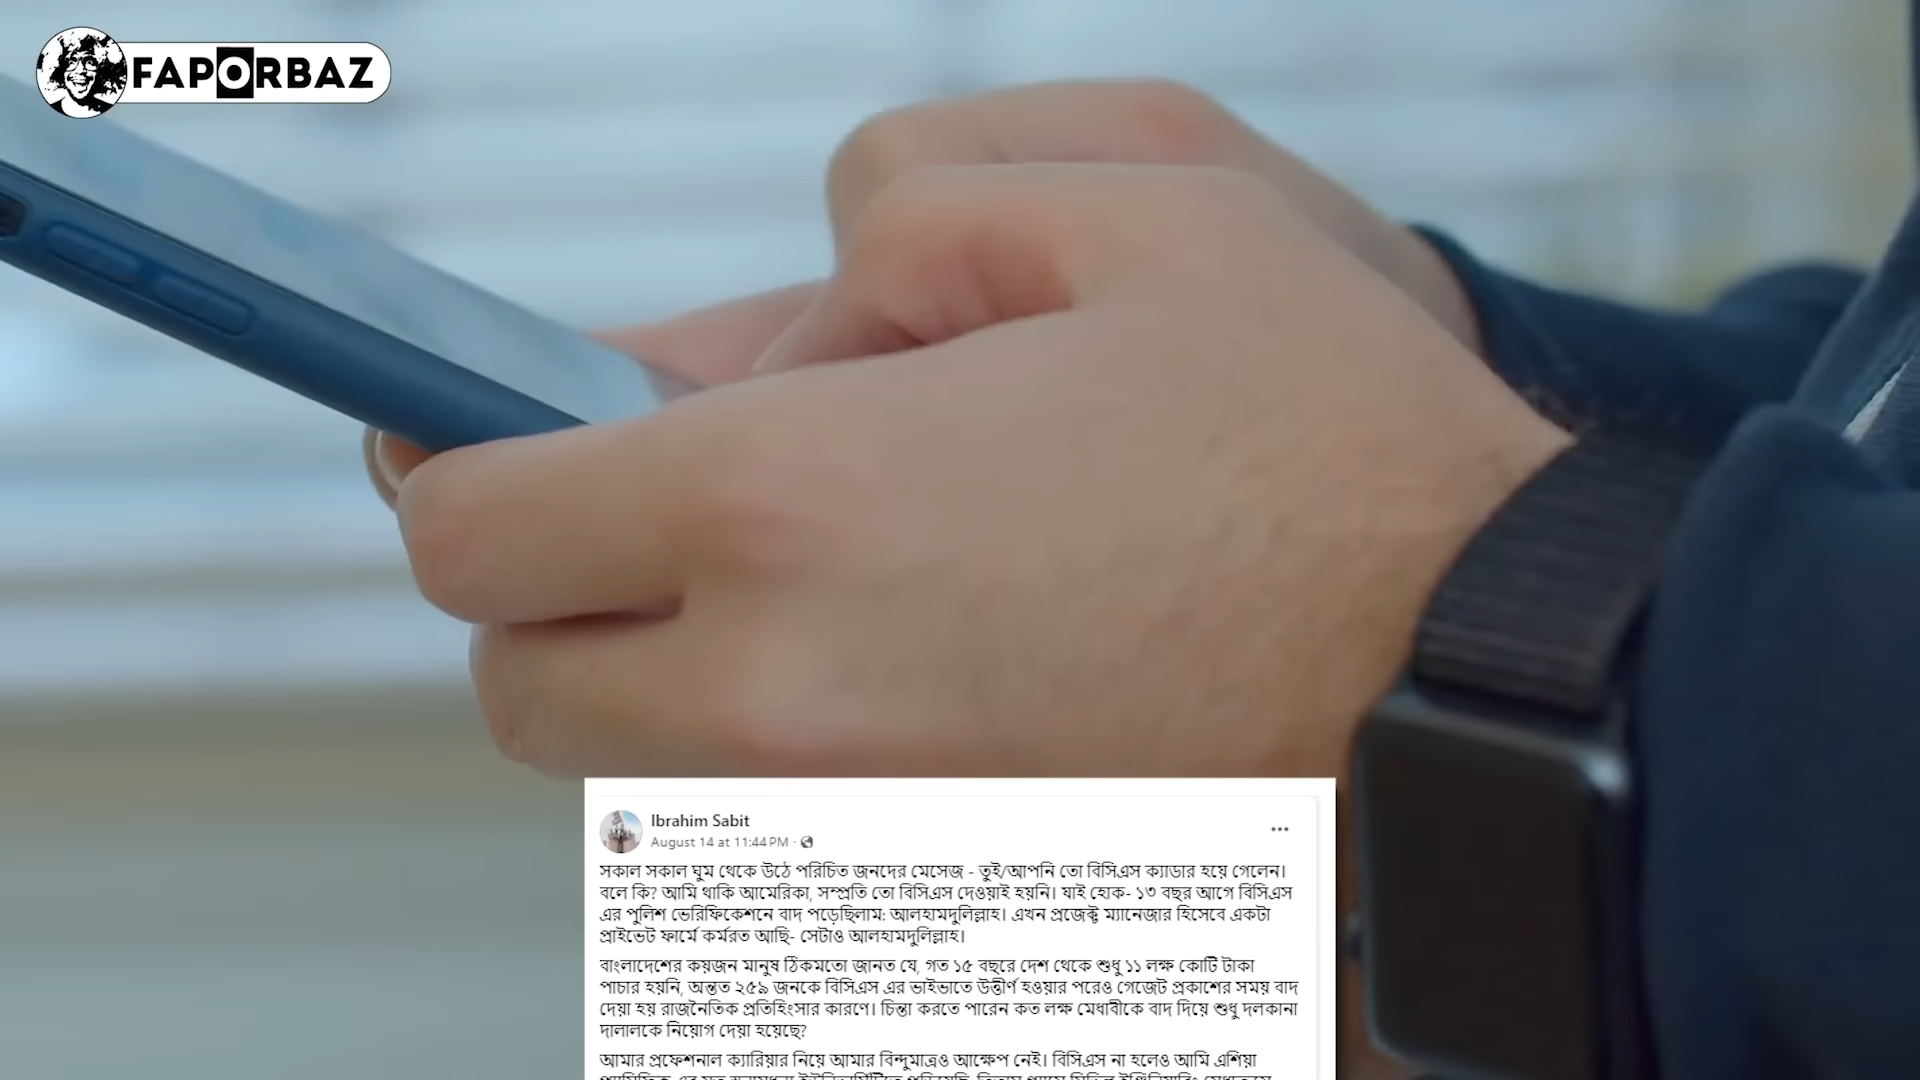 FAPORBAZ
Ibrahim Sabit
August 14 at 11:44 PM ·
সকাল সকাল ঘুম থেকে উঠে পরিচিত জনদের মেসেজ - তুই/আপনি তো বিসিএস ক্যাডার হয়ে গেলেন।
বলে কি? আমি থাকি আমেরিকা, সম্প্রতি তো বিসিএস দেওয়াই হয়নি। যাই হোক- ১৩ বছর আগে বিসিএস
এর পুলিশ ভেরিফিকেশনে বাদ পড়েছিলাম: আলহামদুলিল্লাহ। এখন প্রজেক্ট ম্যানেজার হিসেবে একটা
প্রাইভেট ফার্মে কর্মরত আছি- সেটাও আলহামদুলিল্লাহ।
বাংলাদেশের কয়জন মানুষ ঠিকমতো জানত যে, গত ১৫ বছরে দেশ থেকে শুধু ১১ লক্ষ কোটি টাকা
পাচার হয়নি, অন্তত ২৫৯ জনকে বিসিএস এর ভাইভাতে উত্তীর্ণ হওয়ার পরেও গেজেট প্রকাশের সময় বাদ
দেয়া হয় রাজনৈতিক প্রতিহিংসার কারণে। চিন্তা করতে পারেন কত লক্ষ মেধাবীকে বাদ দিয়ে শুধু দলকানা
দালালকে নিয়োগ দেয়া হয়েছে?
আমার প্রফেশনাল ক্যারিয়ার নিয়ে আমার বিন্দুমাত্রও আক্ষেপ নেই। বিসিএস না হলেও আমি এশিয়া